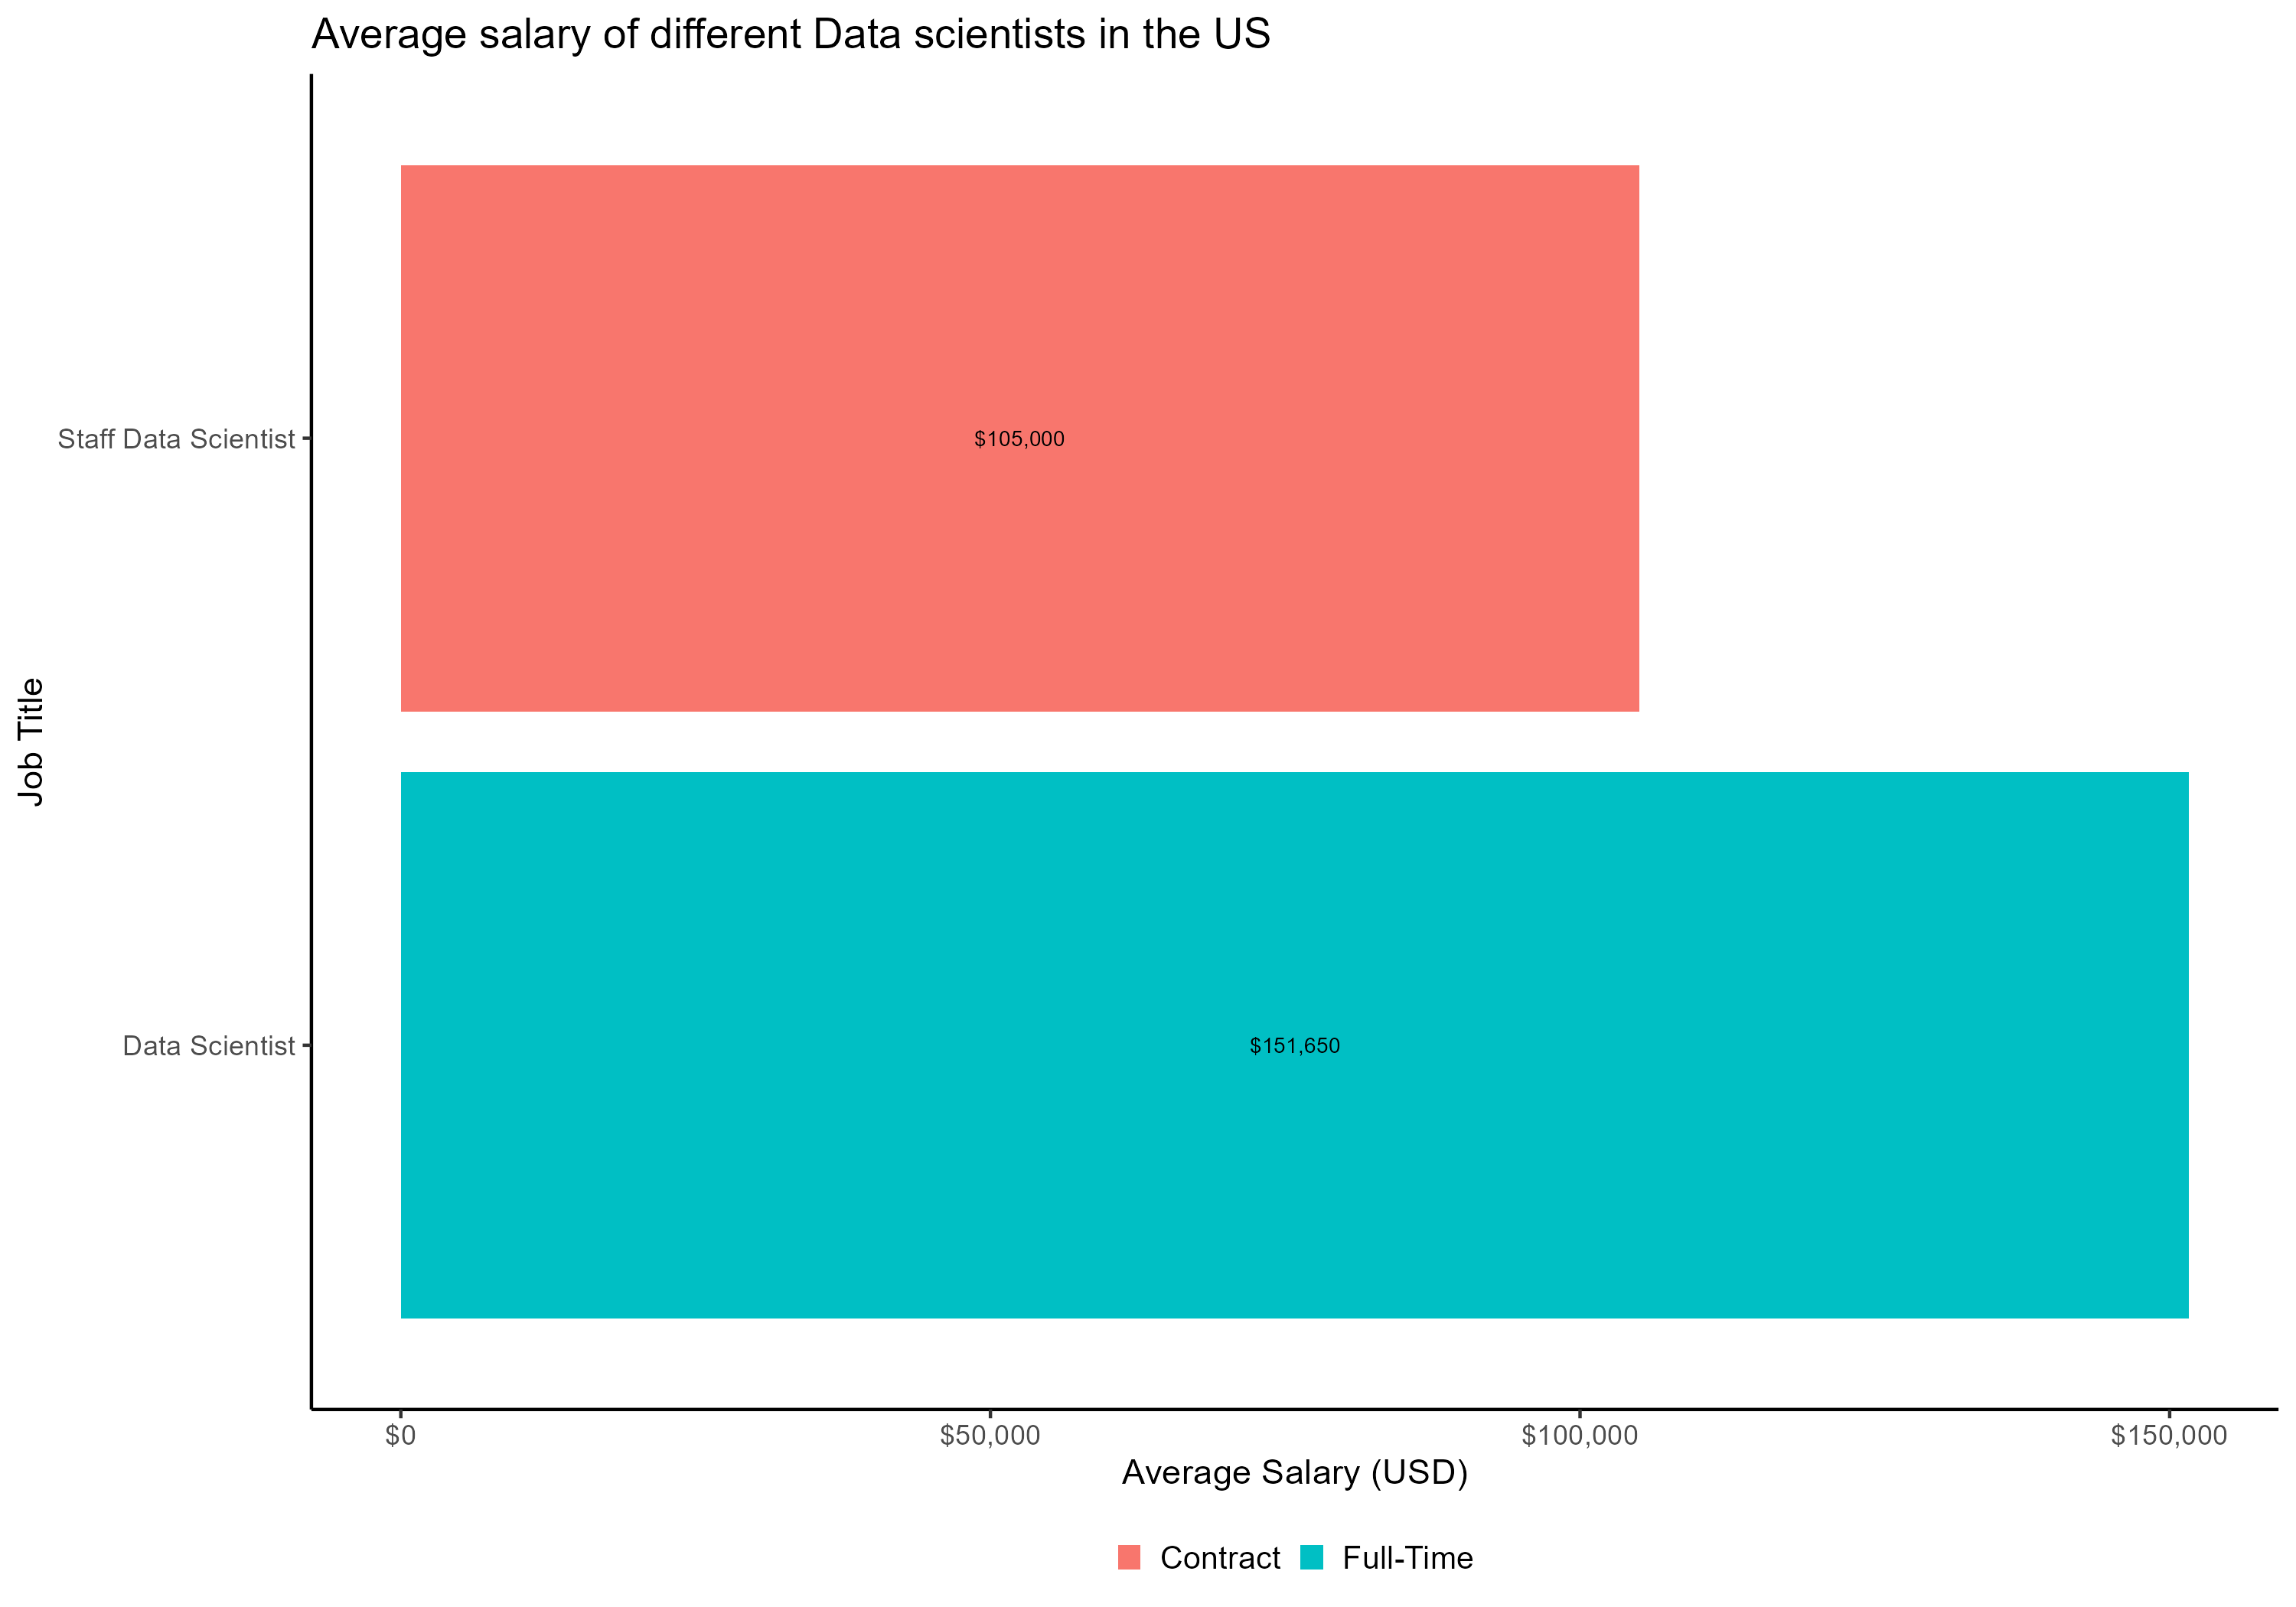 Average salary of different Data scientists in the US
Job Title
Staff Data Scientist
$105,000
Data Scientist
$151,650
$0 $50,000 $100,000 $150,000
Average Salary (USD)
Contract Full-Time